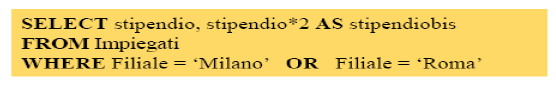 SELECT stipendio, stipendio*2 AS stipendiobis
FROM Impiegati
WHERE Filiale = ‘Milano’ OR Filiale = ‘Roma’